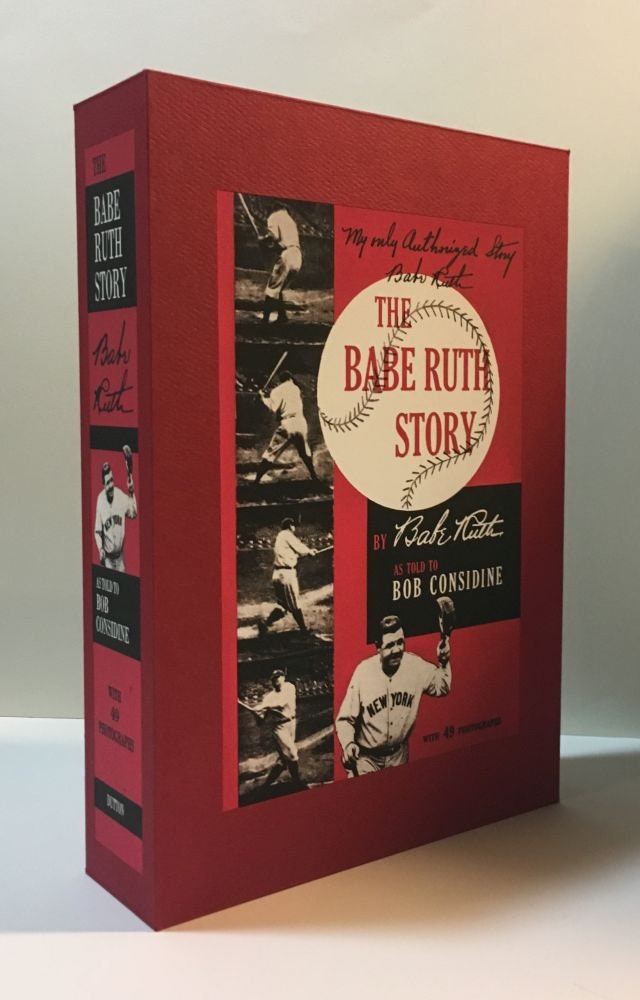 THE
BABE
RUTH
STORY
Babe
Ruth
NEW YORK
AS TOLD TO
BOB
CONSIDINE
WITH
49
PHOTOGRAPHS
DUTTON
My only Authorized Story
Babe Ruth
THE
BABE RUTH
STORY
BY Babe Ruth
AS TOLD TO
BOB CONSIDINE
NEW YORK
WITH 49 PHOTOGRAPHS